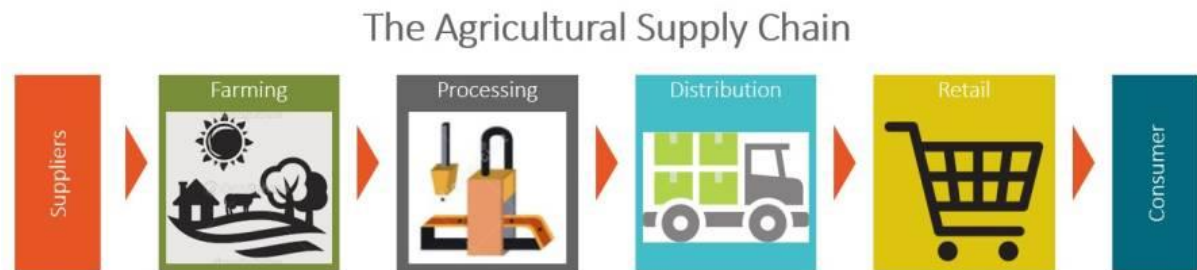 The Agricultural Supply Chain
Suppliers
Farming
Processing
Distribution
Retail
Consumer